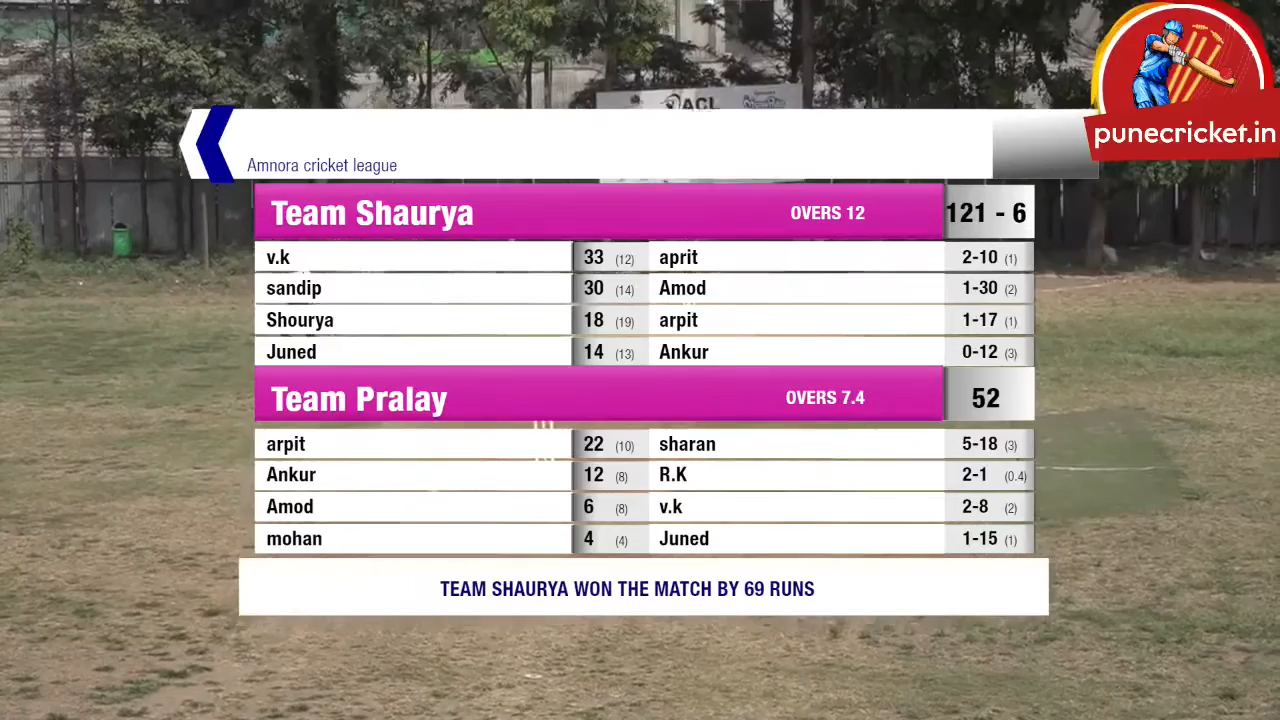 ACL
punecricket.in
Amnora cricket league
Team Shaurya OVERS 12 121 - 6
v.k 33 (12) aprit 2-10 (1)
sandip 30 (14) Amod 1-30 (2)
Shourya 18 (19) arpit 1-17 (1)
Juned 14 (13) Ankur 0-12 (3)
Team Pralay OVERS 7.4 52
arpit 22 (10) sharan 5-18 (3)
Ankur 12 (8) R.K 2-1 (0.4)
Amod 6 (8) v.k 2-8 (2)
mohan 4 (4) Juned 1-15 (1)
TEAM SHAURYA WON THE MATCH BY 69 RUNS